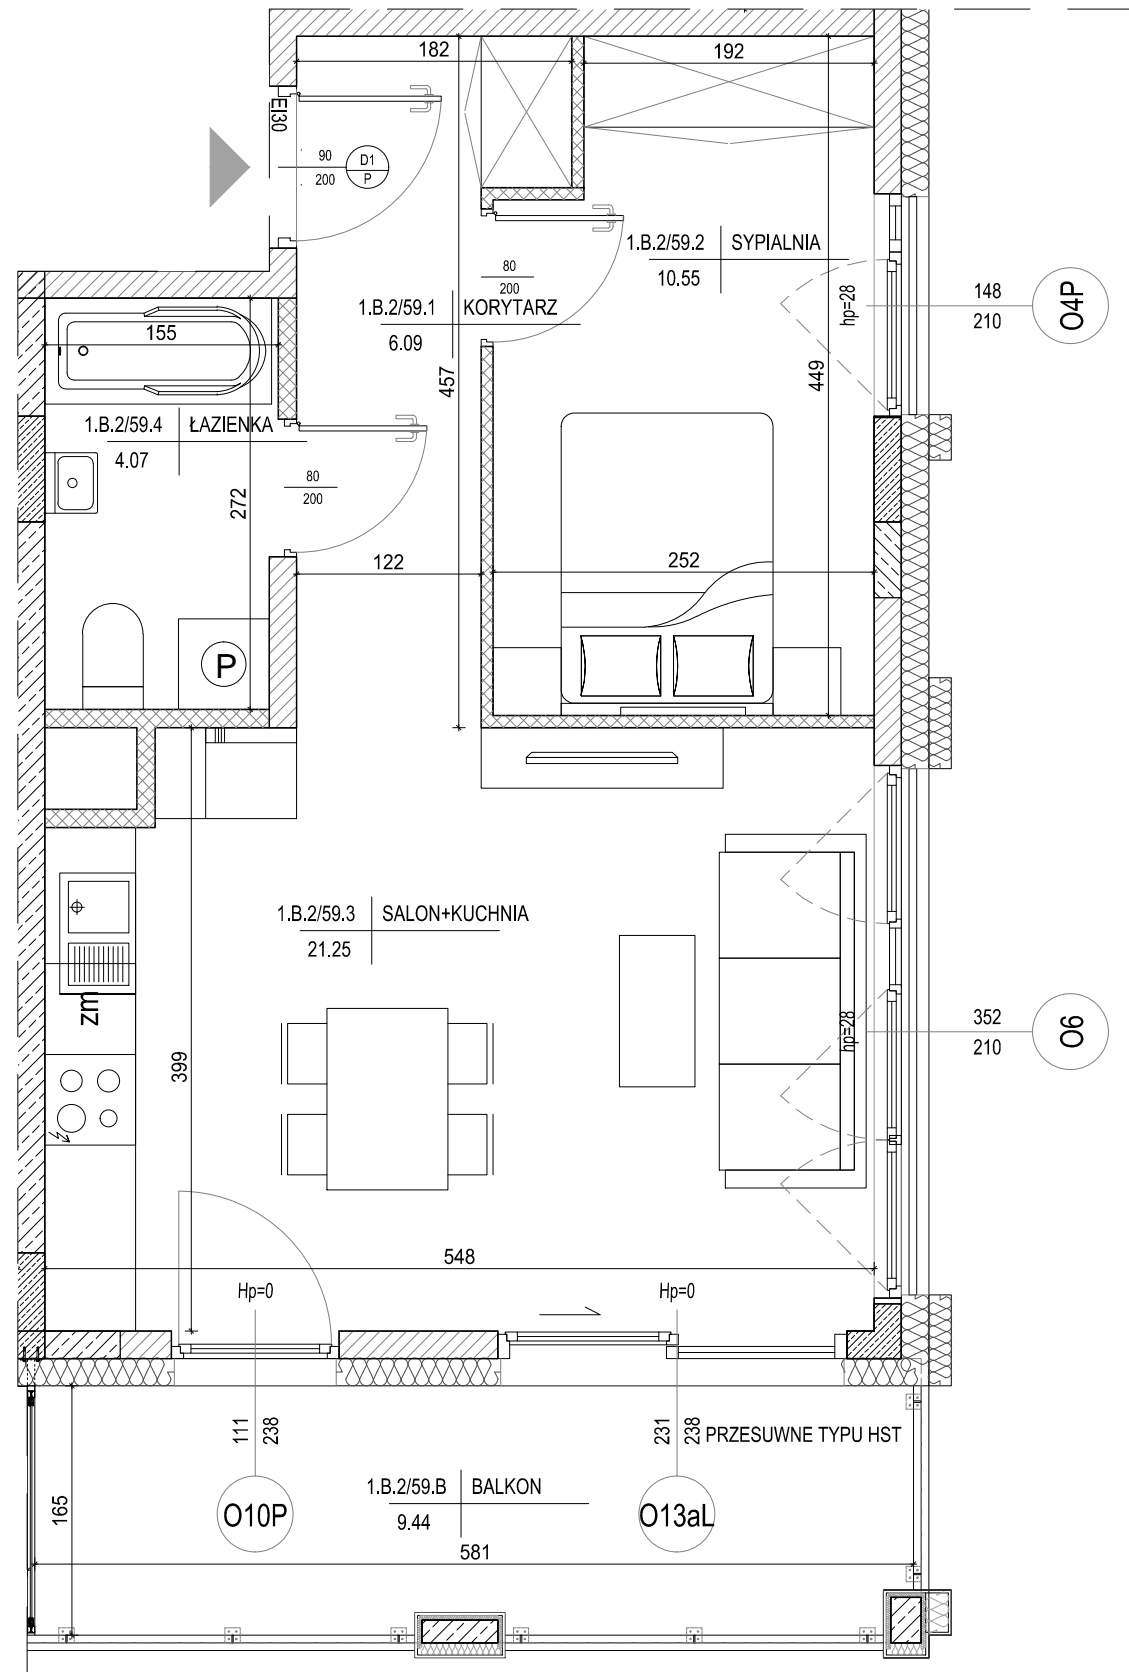 182
192
EI30
90
200
D1
P
1.B.2/59.2 SYPIALNIA
10.55
80
200
hp=28
148
210
O4P
1.B.2/59.1 KORYTARZ
6.09
155
457
449
1.B.2/59.4 ŁAZIENKA
4.07
80
200
272
122
252
P
1.B.2/59.3 SALON+KUCHNIA
21.25
zm
399
hp=28
352
210
O6
548
Hp=0
Hp=0
111
238
231
238
PRZESUWNE TYPU HST
O10P
O13aL
1.B.2/59.B BALKON
9.44
165
581